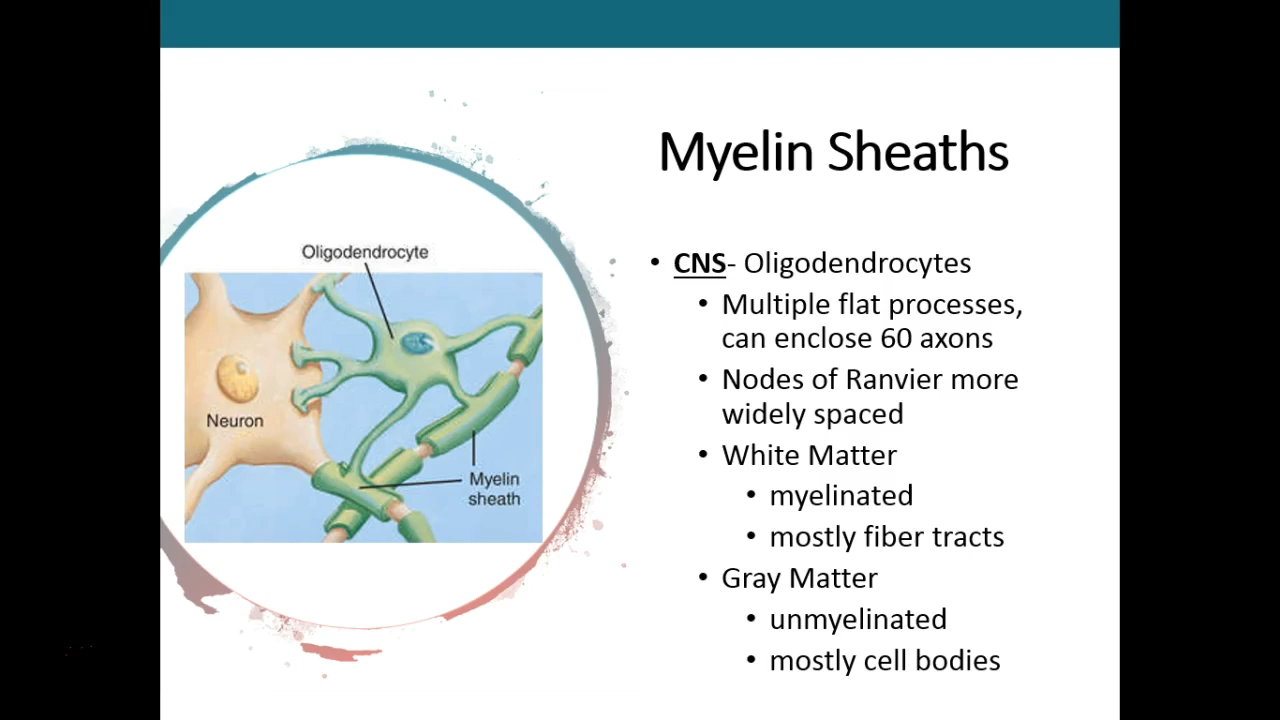 Myelin Sheaths
Oligodendrocyte
Neuron
Myelin
sheath
• CNS- Oligodendrocytes
• Multiple flat processes,
can enclose 60 axons
• Nodes of Ranvier more
widely spaced
• White Matter
• myelinated
• mostly fiber tracts
• Gray Matter
• unmyelinated
• mostly cell bodies